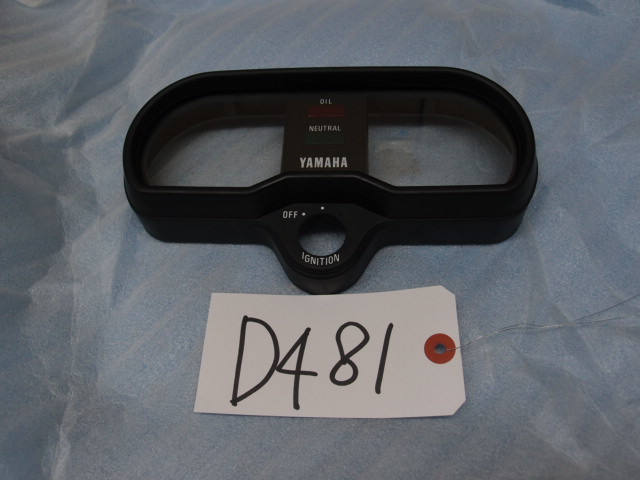 OIL
NEUTRAL
YAMAHA
OFF •
IGNITION
D481